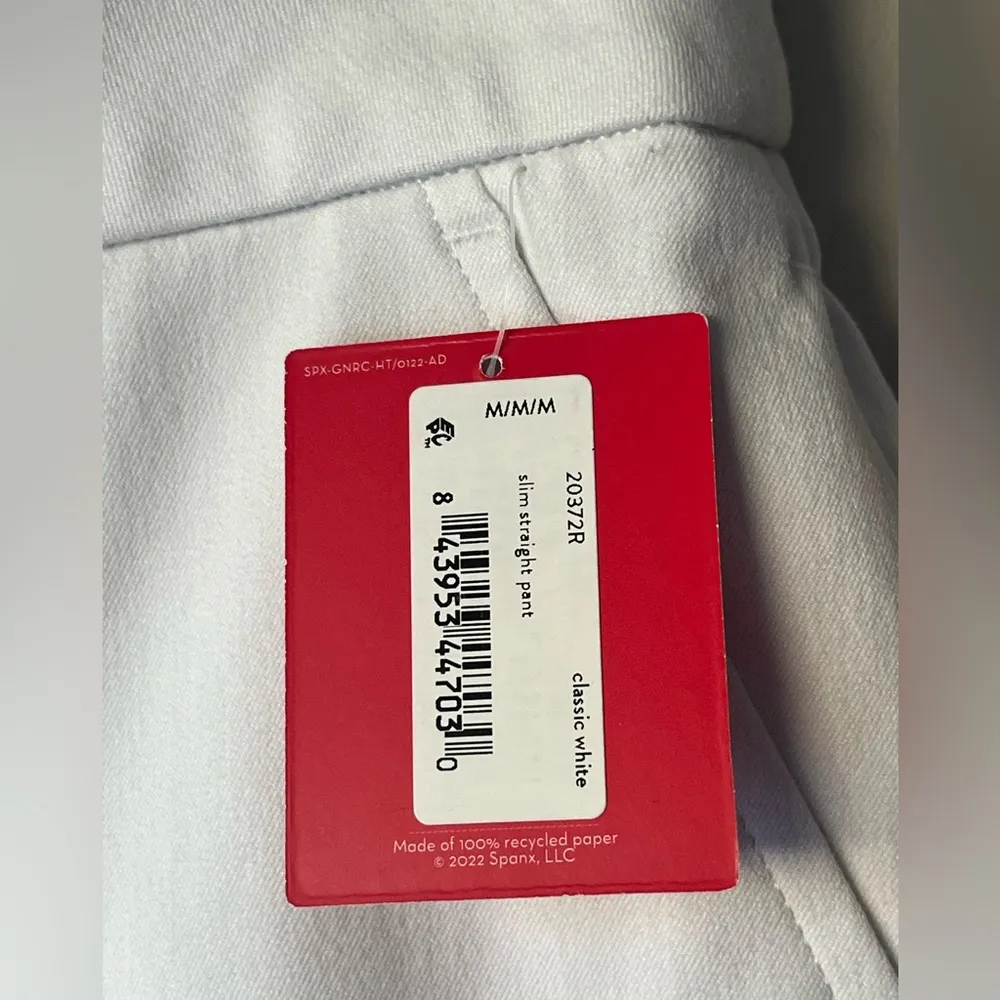 SPX-GNRC-HT/0122-AD
M/M/M
20372R
classic white
slim straight pant
EPC™
8 43953 44703 0
Made of 100% recycled paper
© 2022 Spanx, LLC